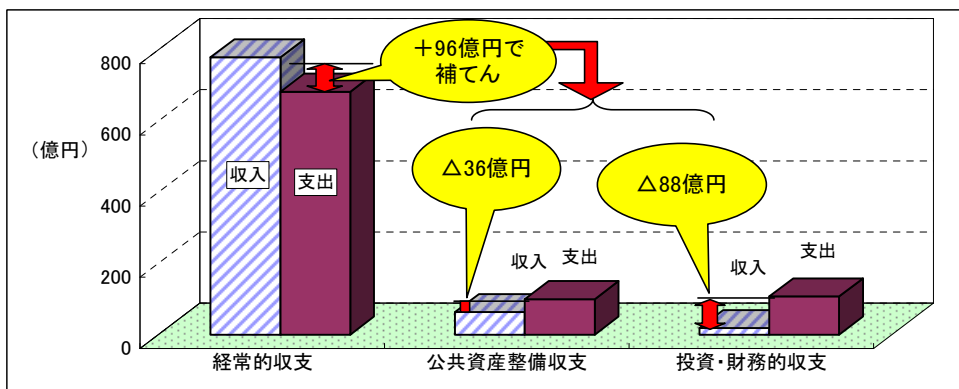 ＋96億円で
補てん
800
600
（億円）
400
200
0
収入
支出
△36億円
△88億円
収入
支出
収入
支出
経常的収支
公共資産整備収支
投資・財務的収支